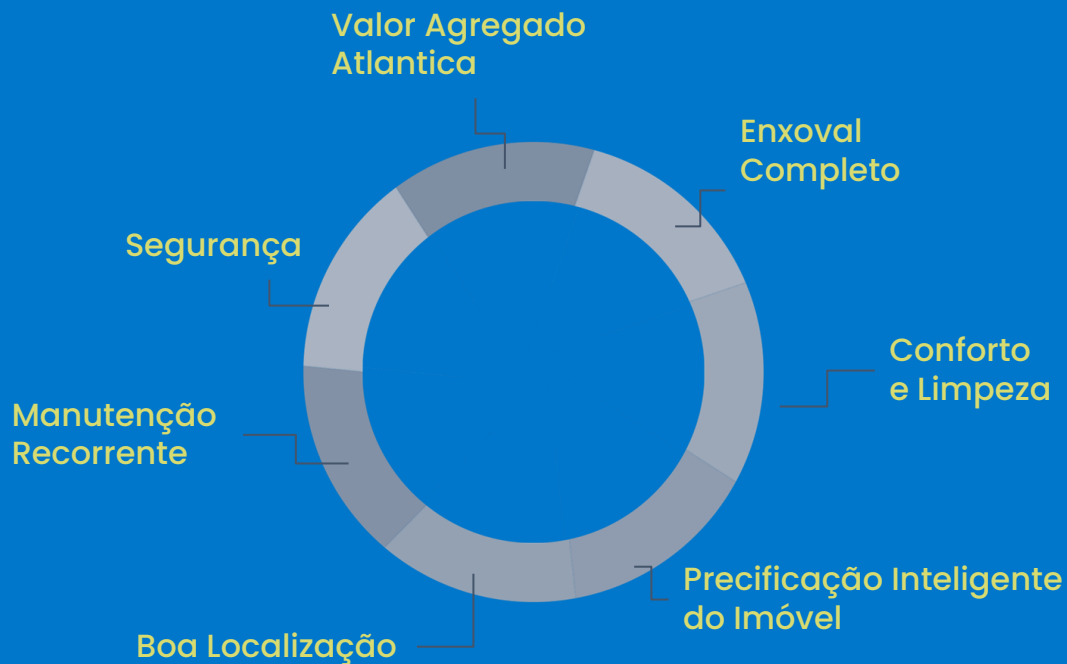 Valor Agregado
Atlantica
Enxoval
Completo
Segurança
Conforto
e Limpeza
Manutenção
Recorrente
Precificação Inteligente
do Imóvel
Boa Localização